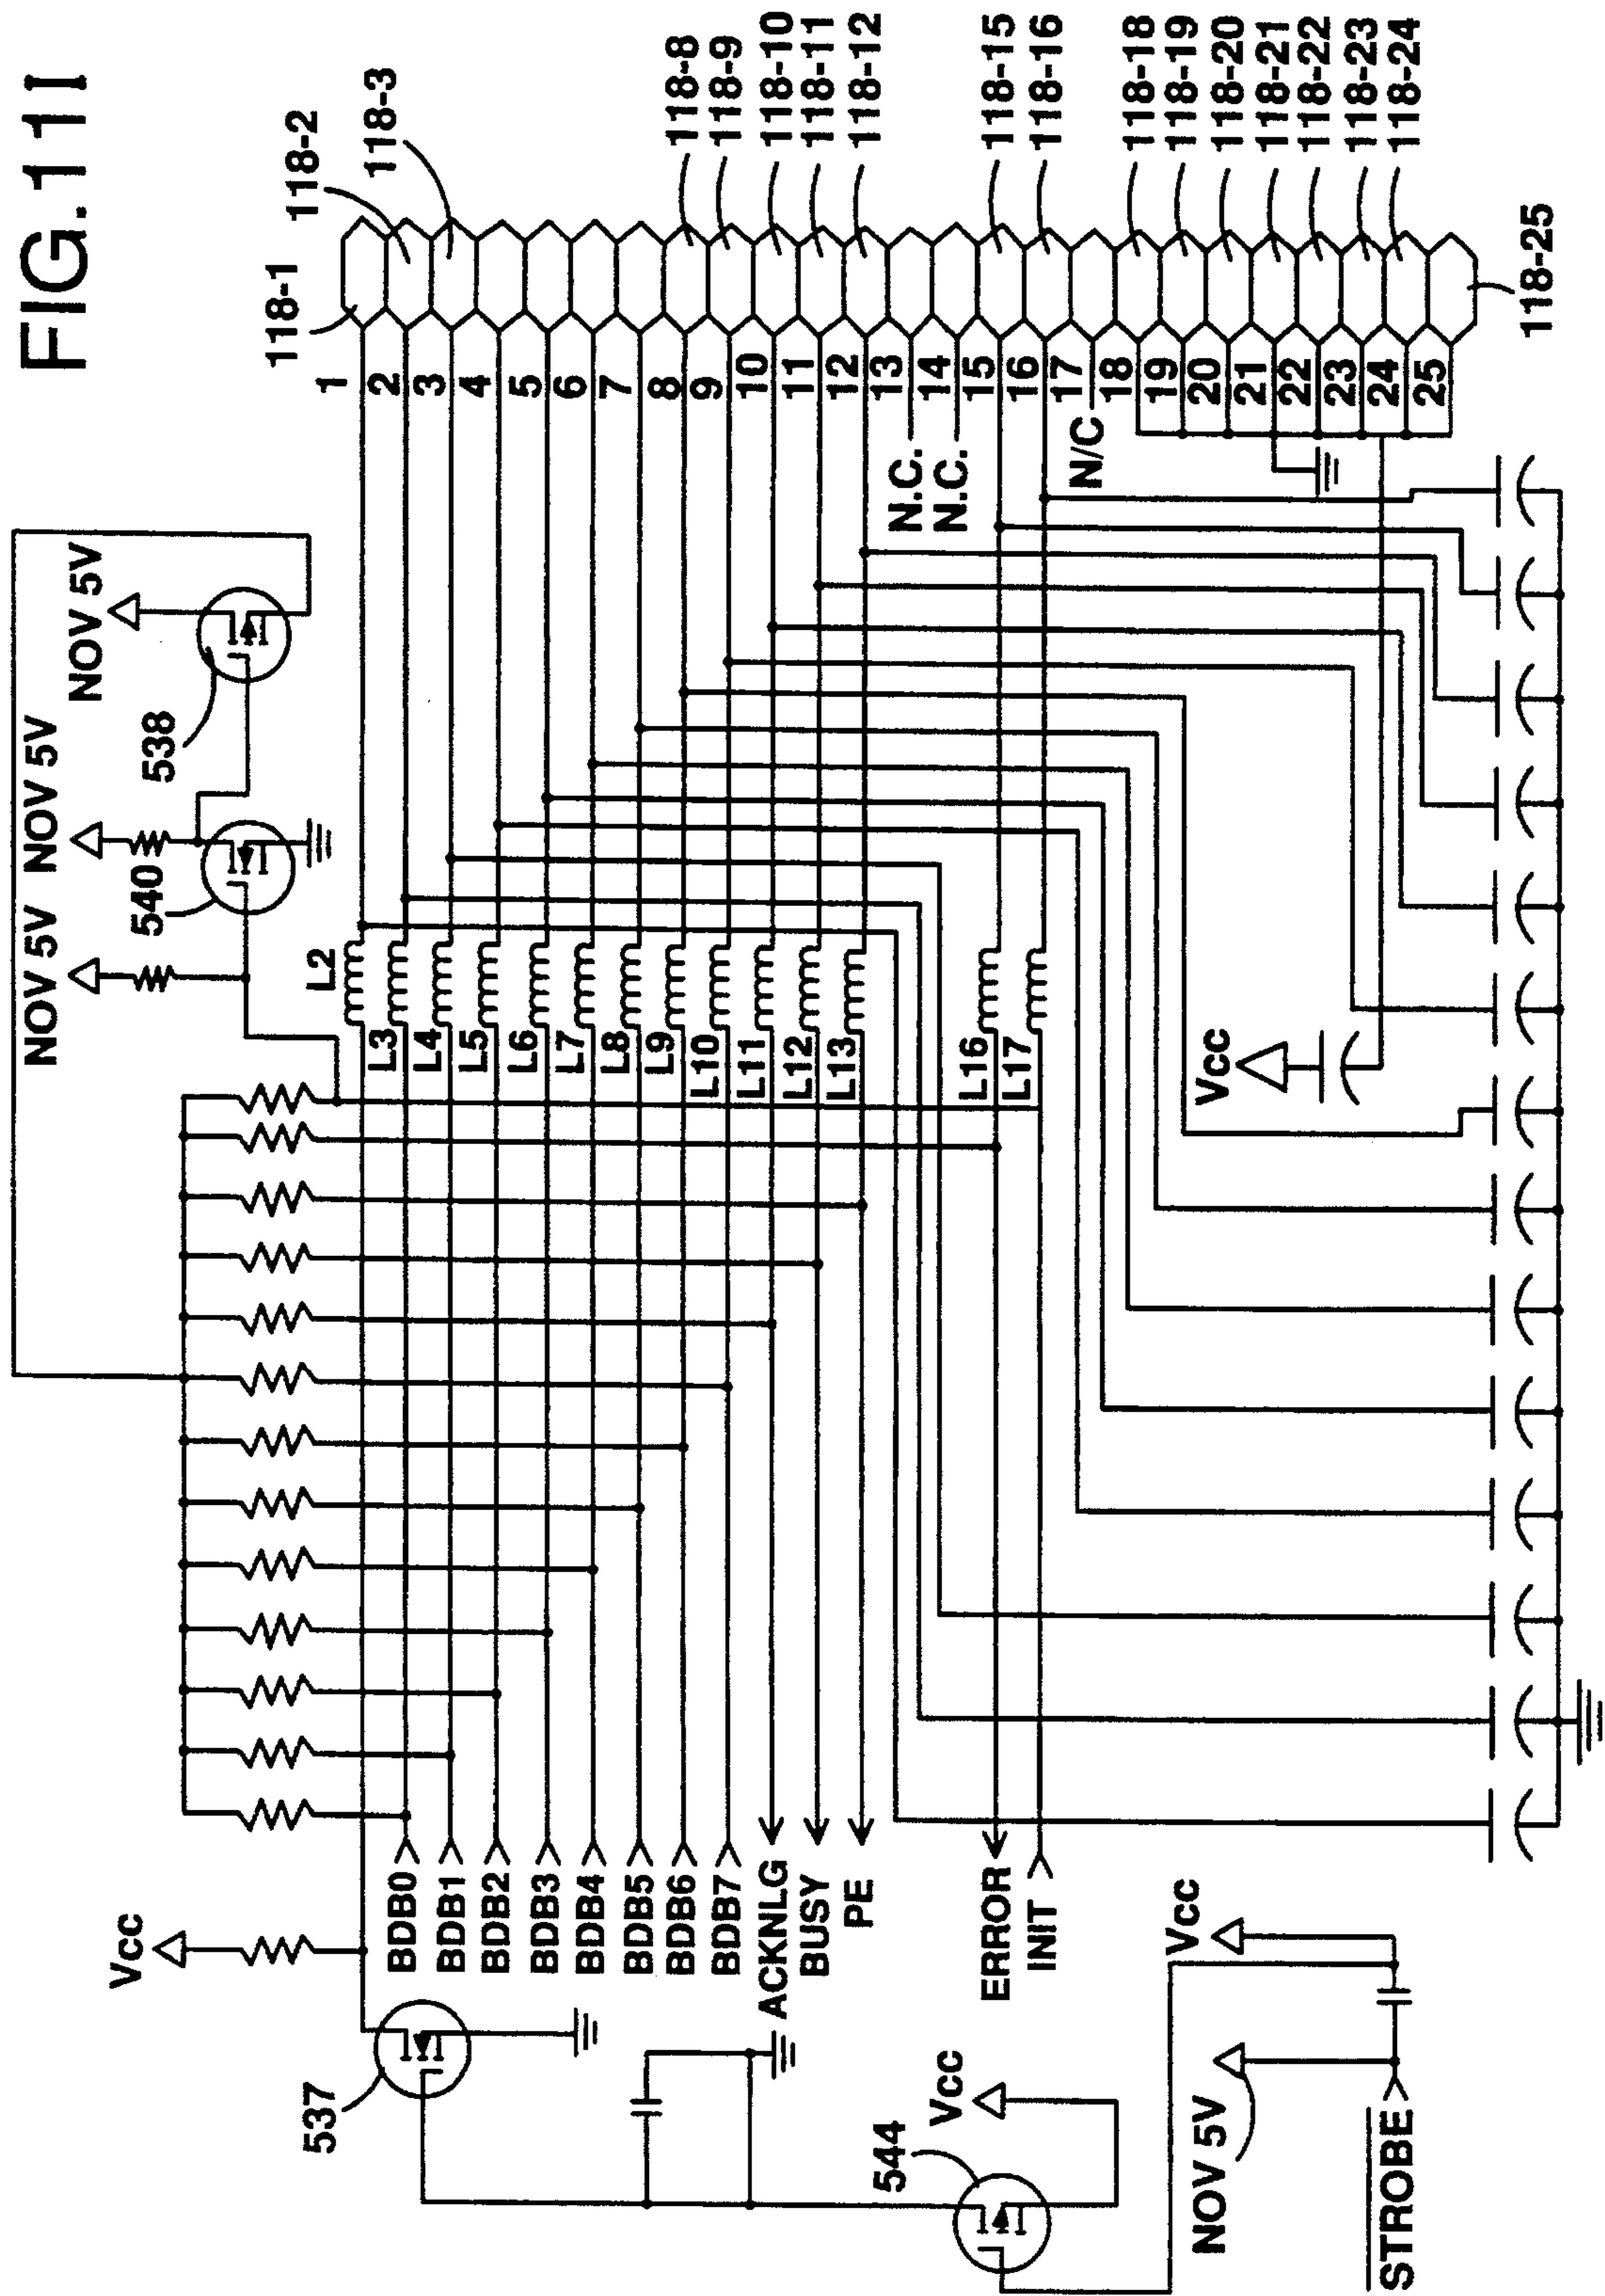 FIG.11I
118-1
118-2
118-3
118-8
118-9
118-10
118-11
118-12
118-15
118-16
118-18
118-19
118-20
118-21
118-22
118-23
118-24
118-25
1
2
3
4
5
6
7
8
9
10
11
12
13
14
15
16
17
18
19
20
21
22
23
24
25
N.C.
N.C.
N/C
NOV 5V
NOV 5V
NOV 5V
538
540
L2
L3
L4
L5
L6
L7
L8
L9
L10
L11
L12
L13
L16
L17
Vcc
Vcc
BDB0
BDB1
BDB2
BDB3
BDB4
BDB5
BDB6
BDB7
ACKNLG
BUSY
PE
ERROR
INIT
537
544
Vcc
Vcc
NOV 5V
STROBE